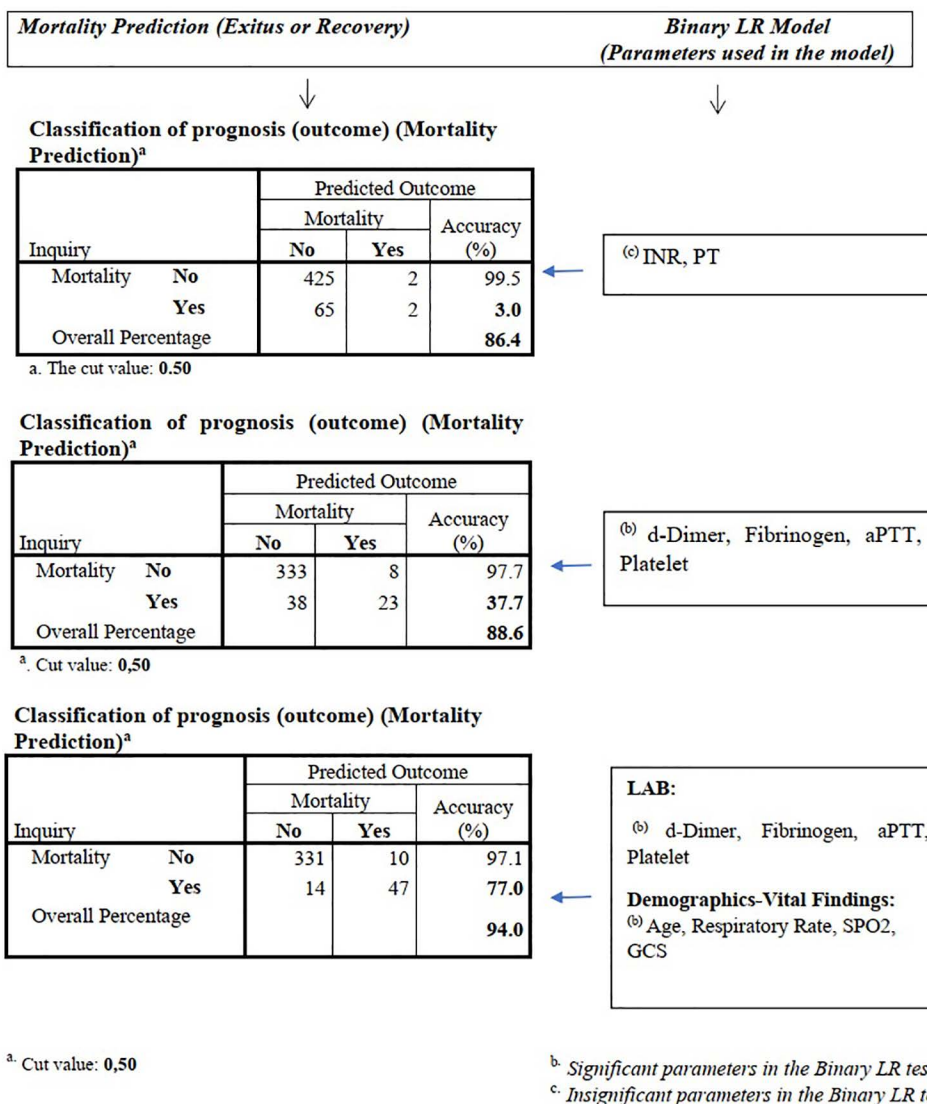 Mortality Prediction (Exitus or Recovery)
Binary LR Model
(Parameters used in the model)
Classification of prognosis (outcome) (Mortality
Prediction)a
Predicted Outcome
Mortality
Accuracy
(%)
Inquiry
No Yes
Mortality No 425 2 99.5
Yes 65 2 3.0
Overall Percentage 86.4
a. The cut value: 0.50
(c) INR, PT
Classification of prognosis (outcome) (Mortality
Prediction)a
Predicted Outcome
Mortality
Accuracy
(%)
Inquiry
No Yes
Mortality No 333 8 97.7
Yes 38 23 37.7
Overall Percentage 88.6
a. Cut value: 0,50
(b) d-Dimer, Fibrinogen, aPTT,
Platelet
Classification of prognosis (outcome) (Mortality
Prediction)a
Predicted Outcome
Mortality
Accuracy
(%)
Inquiry
No Yes
Mortality No 331 10 97.1
Yes 14 47 77.0
Overall Percentage
94.0
LAB:
(b) d-Dimer, Fibrinogen, aPTT,
Platelet
Demographics-Vital Findings:
(b) Age, Respiratory Rate, SPO2,
GCS
a. Cut value: 0,50
b. Significant parameters in the Binary LR tes
c. Insignificant parameters in the Binary LR t